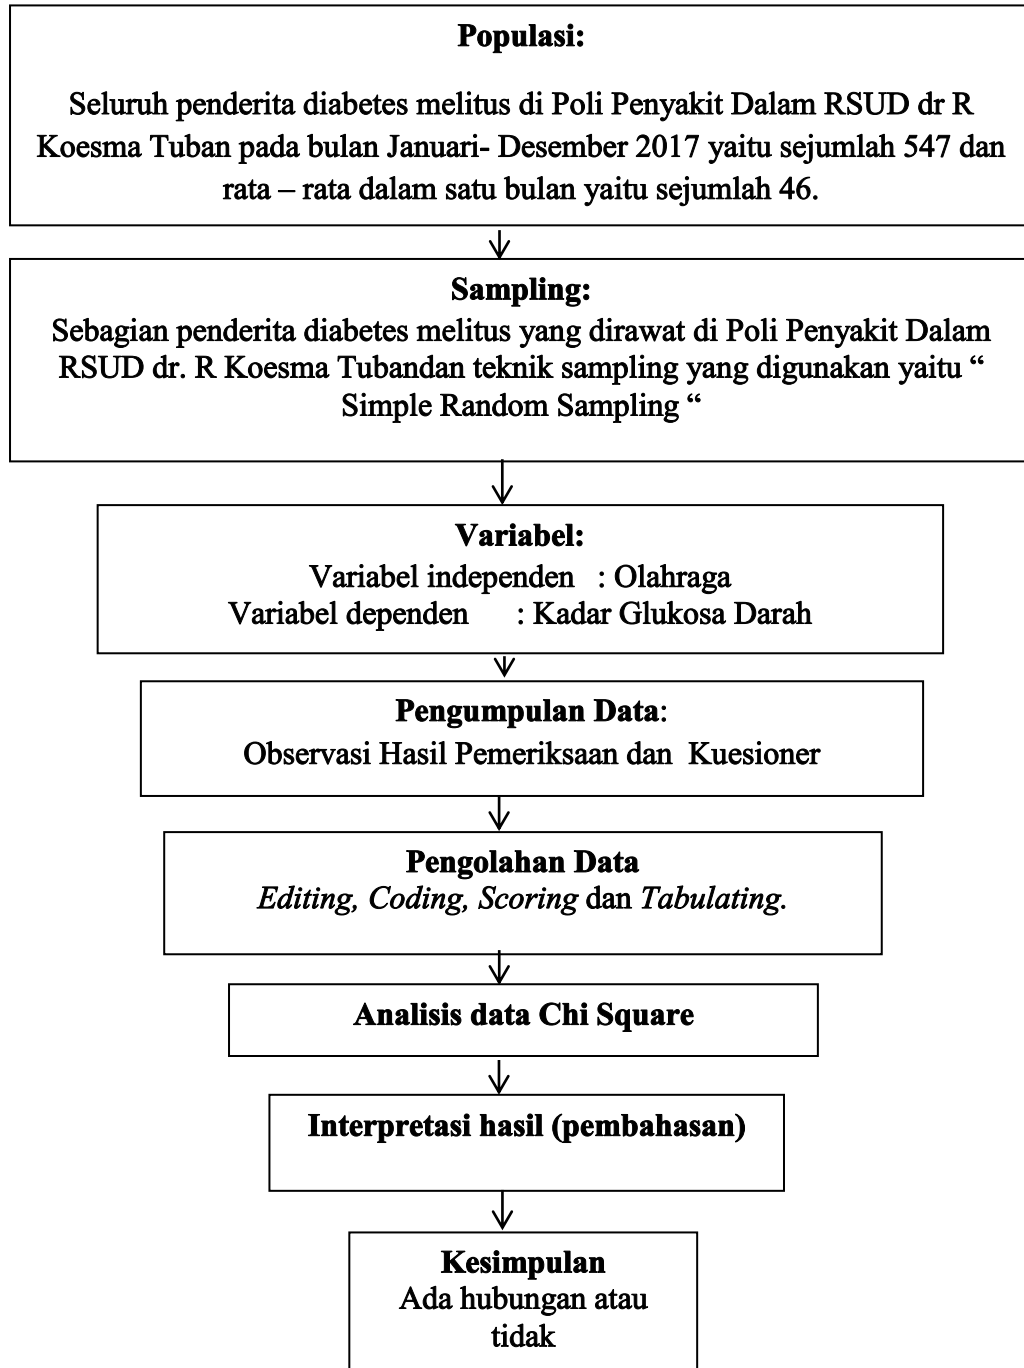 Populasi:
Seluruh penderita diabetes melitus di Poli Penyakit Dalam RSUD dr R
Koesma Tuban pada bulan Januari- Desember 2017 yaitu sejumlah 547 dan
rata – rata dalam satu bulan yaitu sejumlah 46.
Sampling:
Sebagian penderita diabetes melitus yang dirawat di Poli Penyakit Dalam
RSUD dr. R Koesma Tubandan teknik sampling yang digunakan yaitu “
Simple Random Sampling “
Variabel:
Variabel independen : Olahraga
Variabel dependen : Kadar Glukosa Darah
Pengumpulan Data:
Observasi Hasil Pemeriksaan dan Kuesioner
Pengolahan Data
Editing, Coding, Scoring dan Tabulating.
Analisis data Chi Square
Interpretasi hasil (pembahasan)
Kesimpulan
Ada hubungan atau
tidak